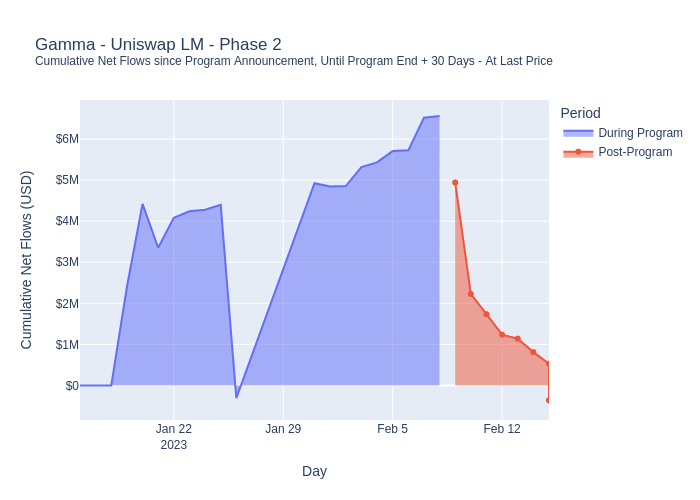 Gamma - Uniswap LM - Phase 2
Cumulative Net Flows since Program Announcement, Until Program End + 30 Days - At Last Price
Period
During Program
Post-Program
Cumulative Net Flows (USD)
$6M
$5M
$4M
$3M
$2M
$1M
$0
Jan 22
2023
Jan 29
Feb 5
Feb 12
Day